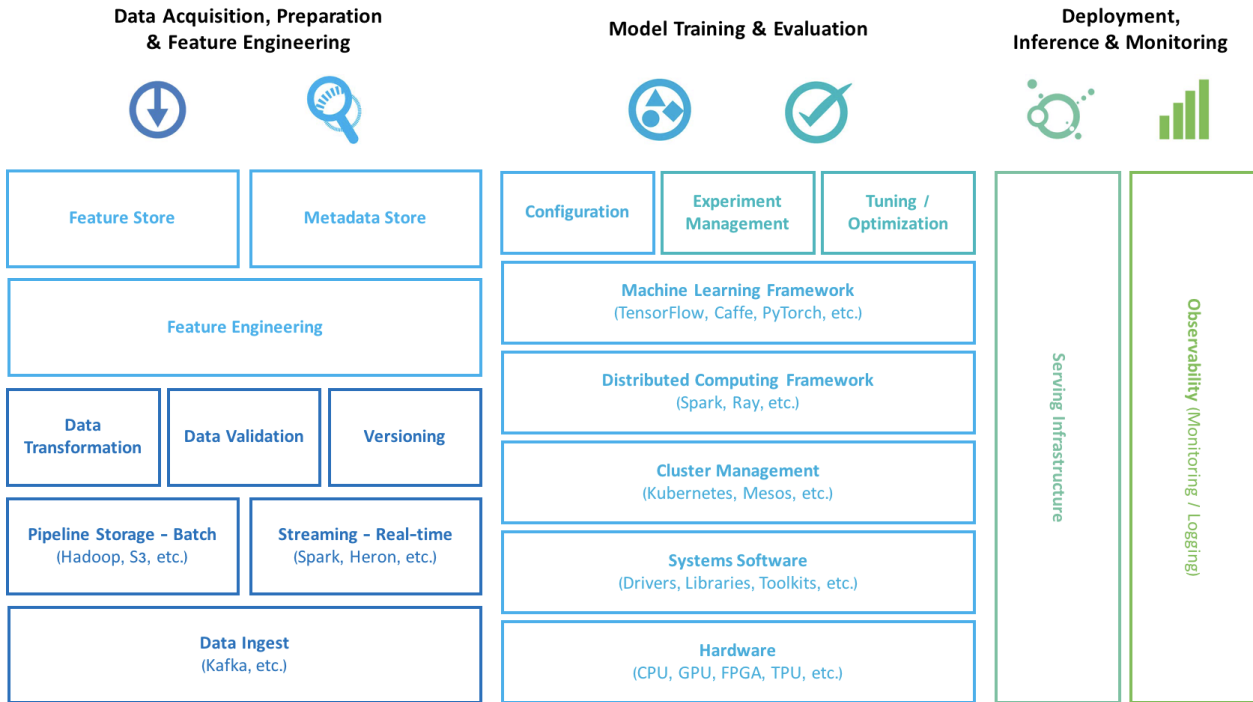 Data Acquisition, Preparation
& Feature Engineering
Model Training & Evaluation
Deployment,
Inference & Monitoring
Feature Store
Metadata Store
Feature Engineering
Data
Transformation
Data Validation
Versioning
Pipeline Storage - Batch
(Hadoop, S3, etc.)
Streaming - Real-time
(Spark, Heron, etc.)
Data Ingest
(Kafka, etc.)
Configuration
Experiment
Management
Tuning /
Optimization
Machine Learning Framework
(TensorFlow, Caffe, PyTorch, etc.)
Distributed Computing Framework
(Spark, Ray, etc.)
Cluster Management
(Kubernetes, Mesos, etc.)
Systems Software
(Drivers, Libraries, Toolkits, etc.)
Hardware
(CPU, GPU, FPGA, TPU, etc.)
Serving Infrastructure
Observability (Monitoring / Logging)